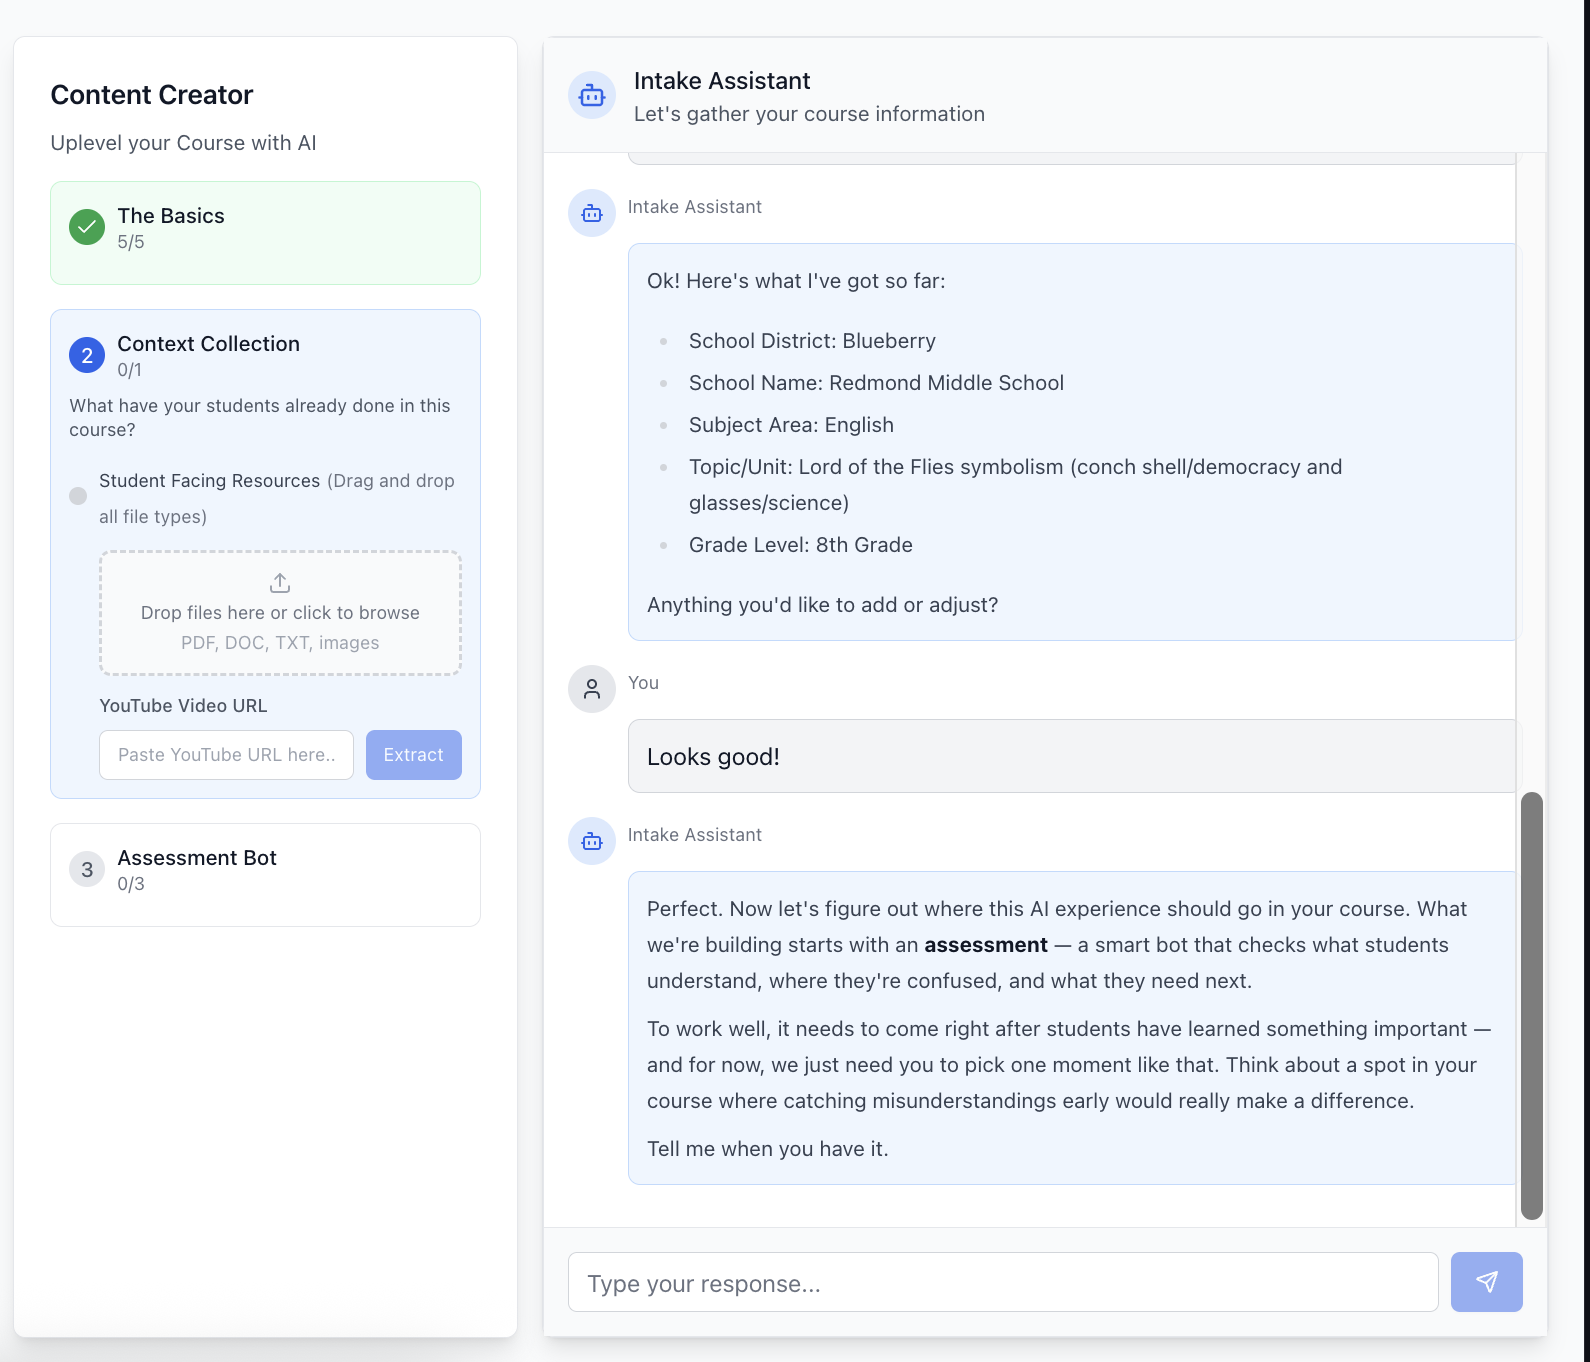 Content Creator
Uplevel your Course with AI
The Basics
5/5
2
Context Collection
0/1
What have your students already done in this
course?
Student Facing Resources (Drag and drop
all file types)
Drop files here or click to browse
PDF, DOC, TXT, images
YouTube Video URL
Paste YouTube URL here..
Extract
3
Assessment Bot
0/3
Intake Assistant
Let's gather your course information
Intake Assistant
Ok! Here's what I've got so far:
School District: Blueberry
School Name: Redmond Middle School
Subject Area: English
Topic/Unit: Lord of the Flies symbolism (conch shell/democracy and
glasses/science)
Grade Level: 8th Grade
Anything you'd like to add or adjust?
You
Looks good!
Intake Assistant
Perfect. Now let's figure out where this AI experience should go in your course. What
we're building starts with an assessment — a smart bot that checks what students
understand, where they're confused, and what they need next.
To work well, it needs to come right after students have learned something important —
and for now, we just need you to pick one moment like that. Think about a spot in your
course where catching misunderstandings early would really make a difference.
Tell me when you have it.
Type your response...